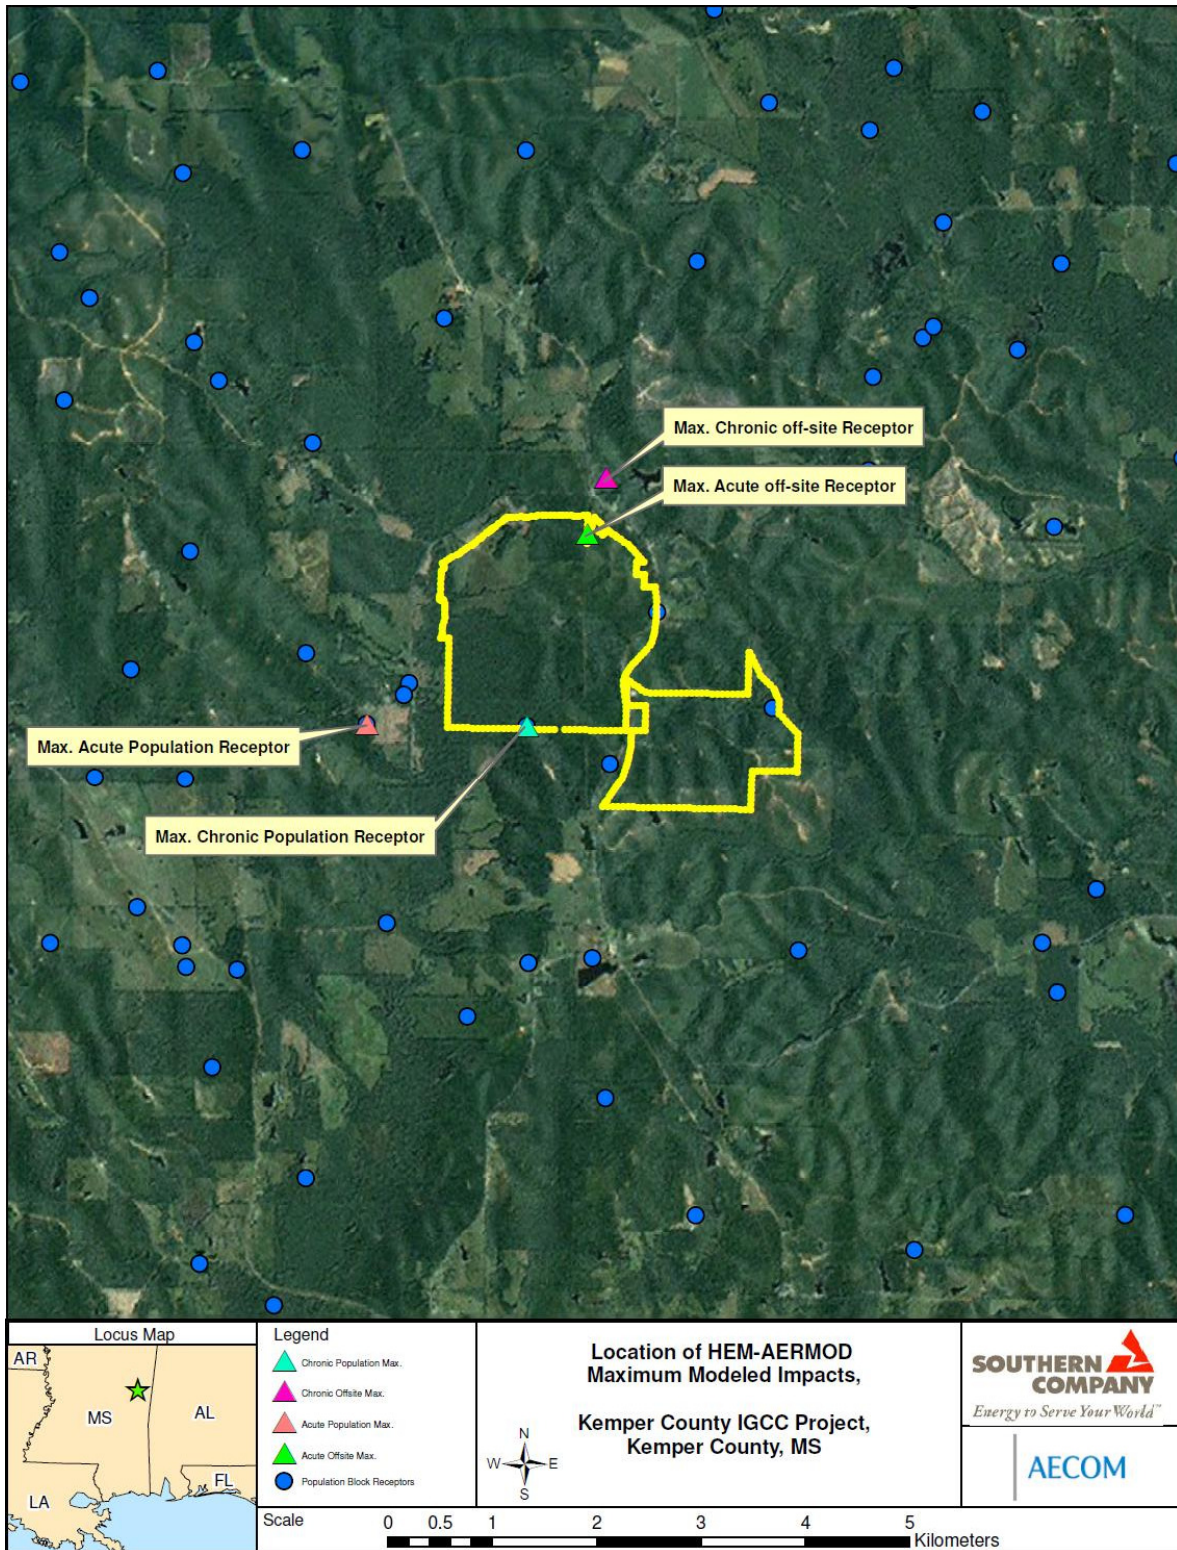 Max. Chronic off-site Receptor
Max. Acute off-site Receptor
Max. Acute Population Receptor
Max. Chronic Population Receptor
Locus Map
AR
MS
AL
LA
FL
Legend
Chronic Population Max.
Chronic Offsite Max.
Acute Population Max.
Acute Offsite Max.
Population Block Receptors
N
W
E
S
Location of HEM-AERMOD
Maximum Modeled Impacts,
Kemper County IGCC Project,
Kemper County, MS
SOUTHERN
COMPANY
Energy to Serve Your World™
AECOM
Scale
0 0.5 1 2 3 4 5
Kilometers